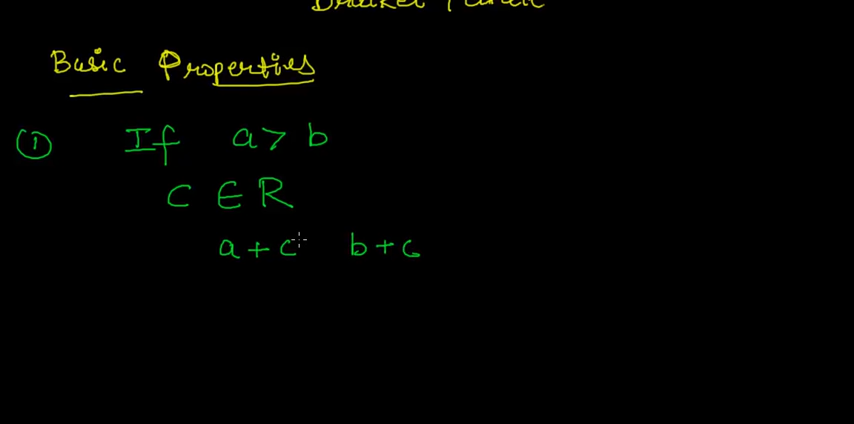 Basic Properties
① If a > b
C ∈ R
a + c b + c